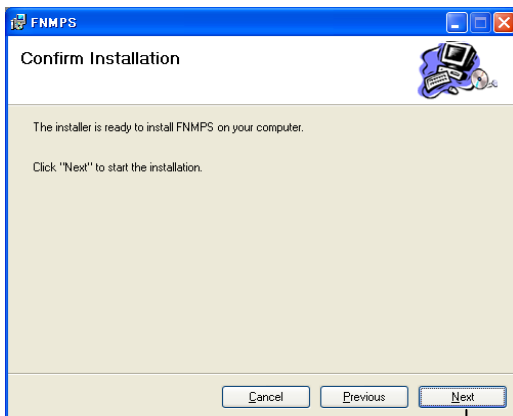 FNMPS
Confirm Installation
The installer is ready to install FNMPS on your computer.
Click "Next" to start the installation.
Cancel
Previous
Next